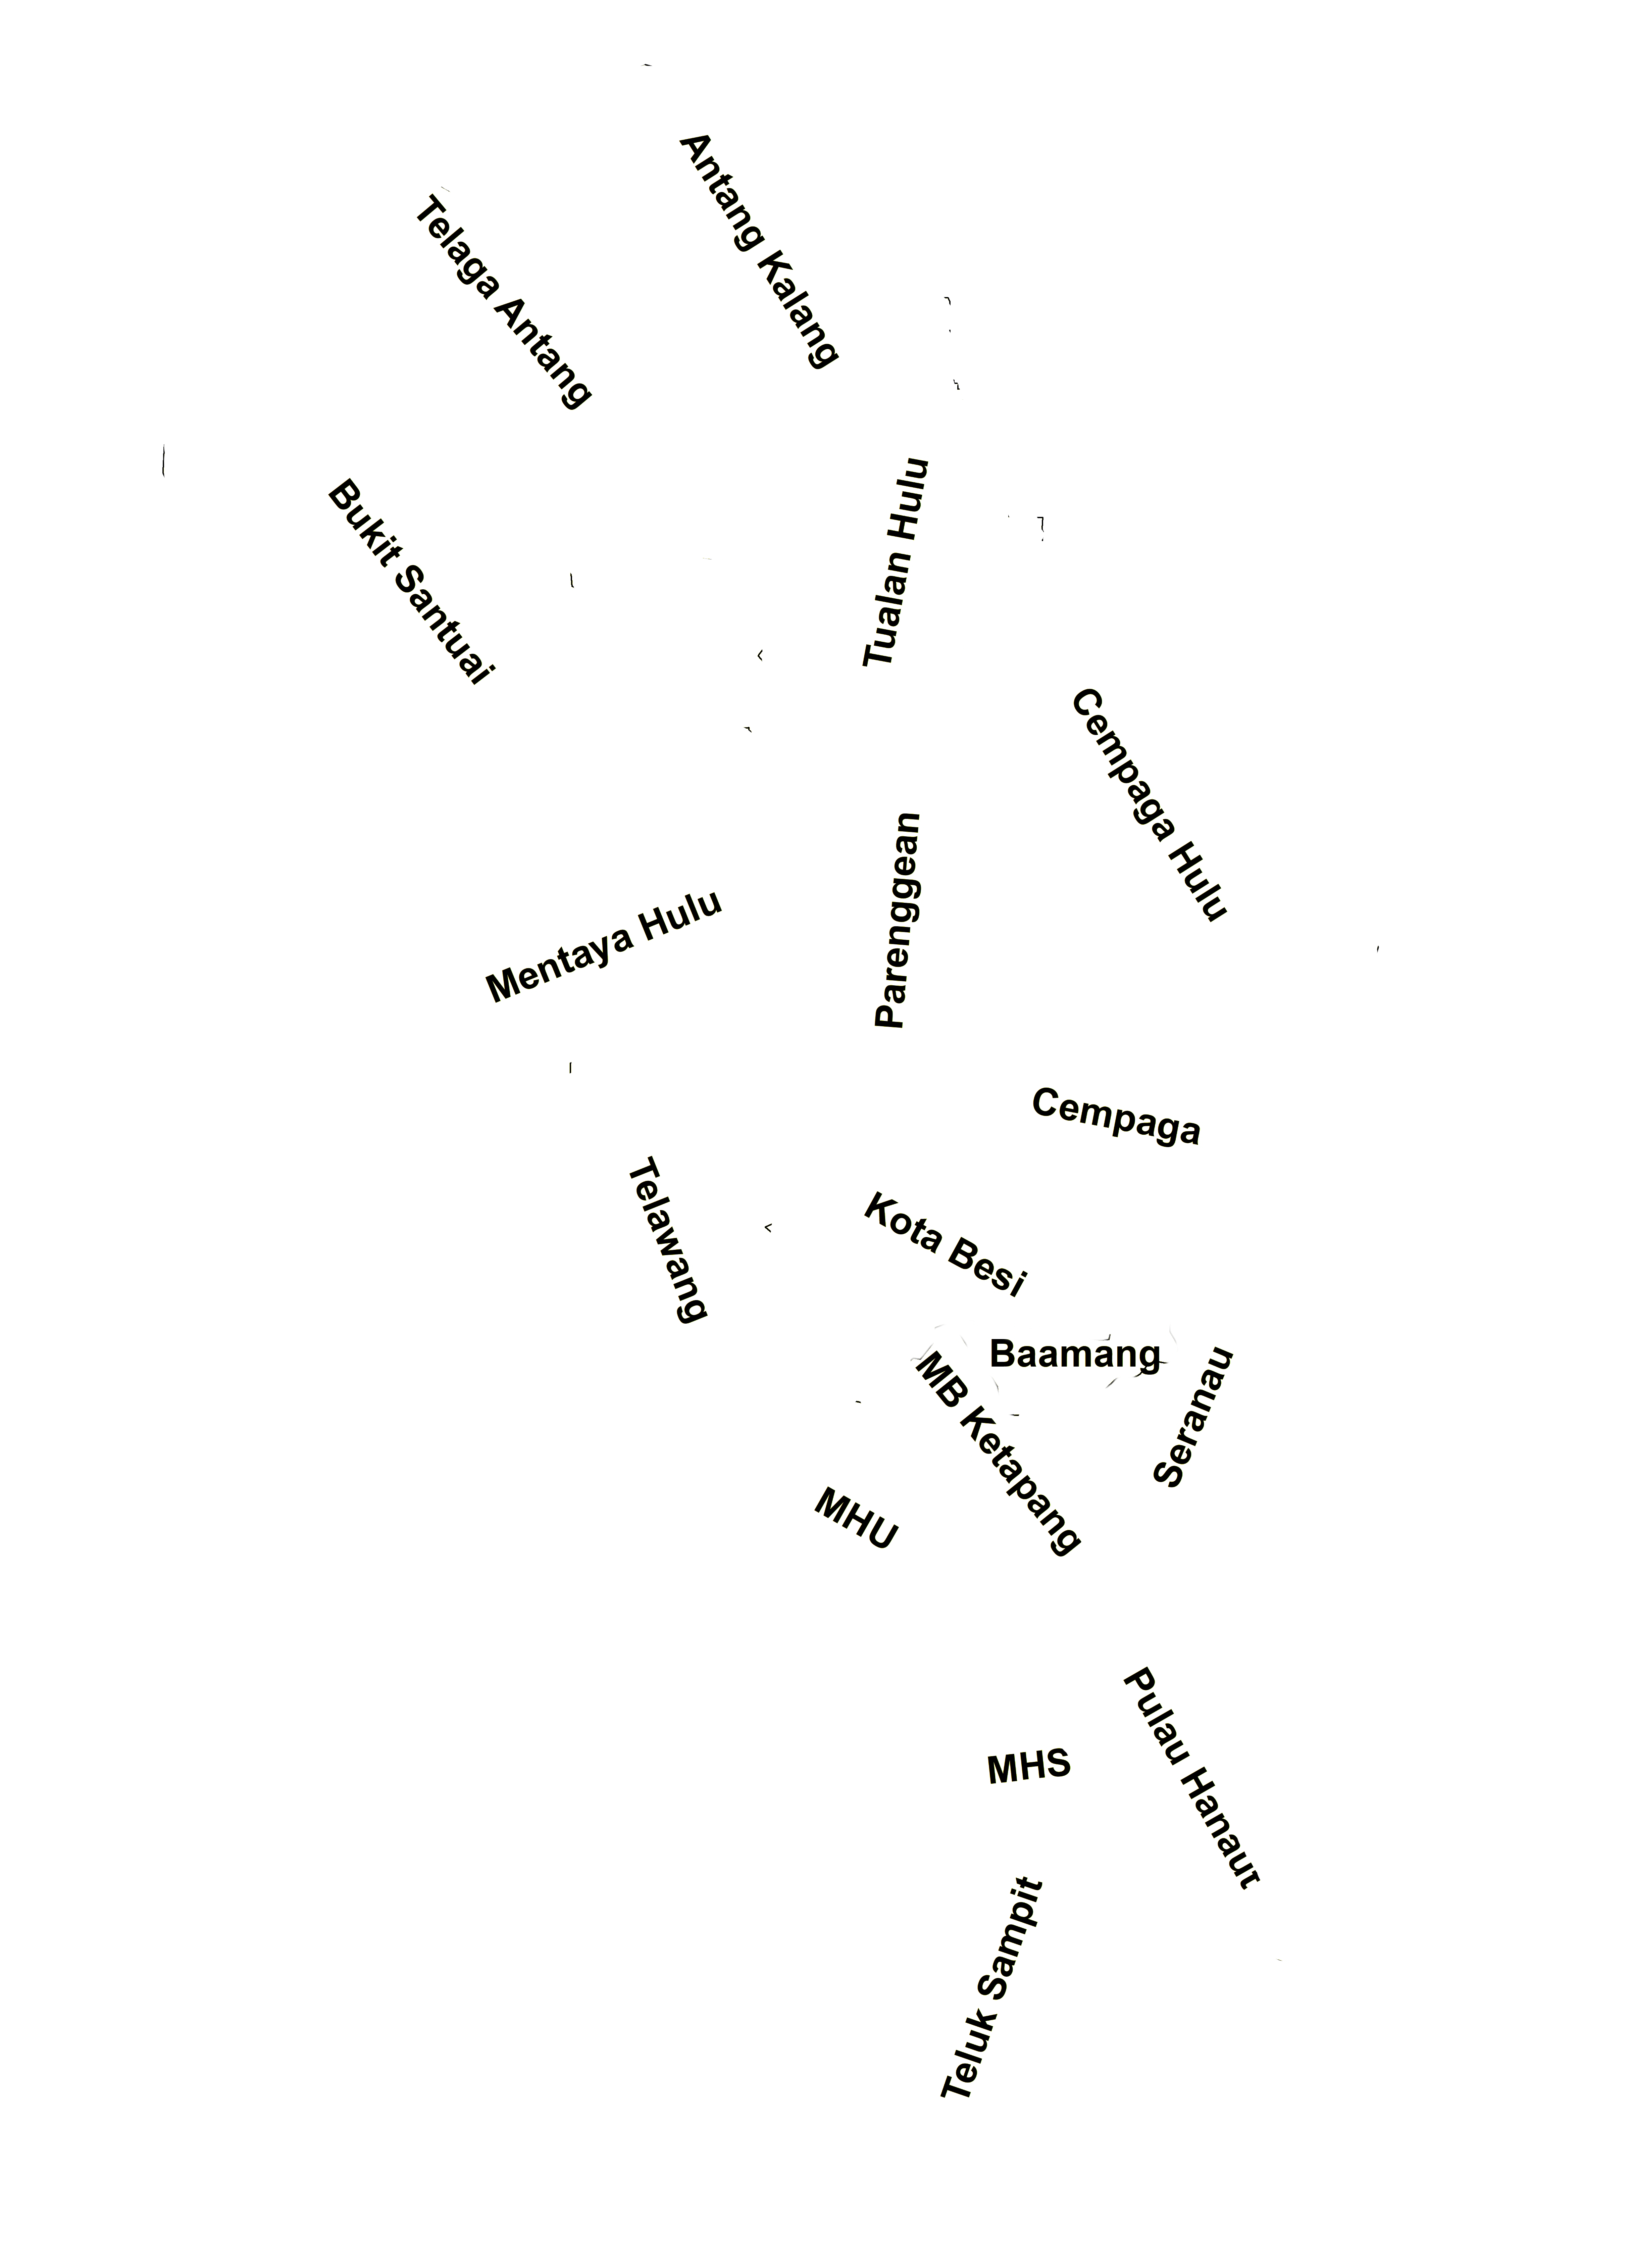 Antang Kalang
Telaga Antang
Tualan Hulu
Bukit Santuai
Cempaga Hulu
Parenggean
Mentaya Hulu
Cempaga
Telawang
Kota Besi
Baamang
MB Ketapang
Seranau
MHU
Pulau Hanaut
MHS
Teluk Sampit